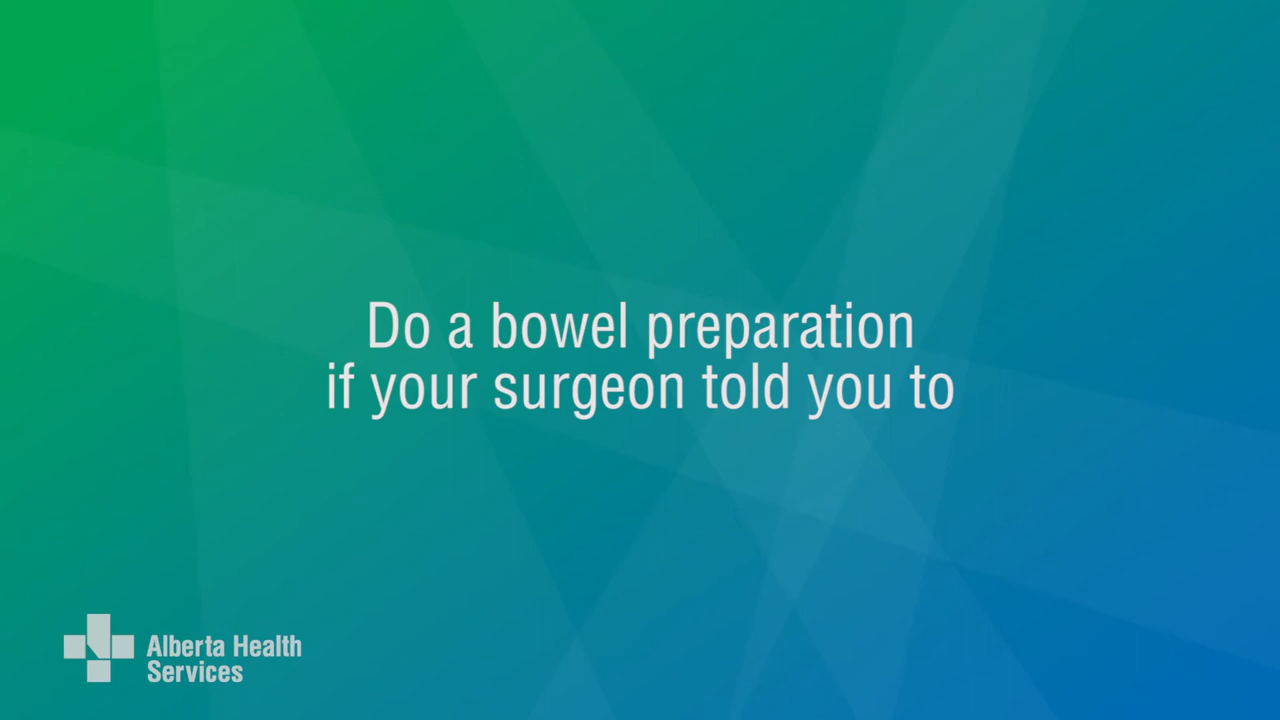 Do a bowel preparation
if your surgeon told you to
Alberta Health
Services